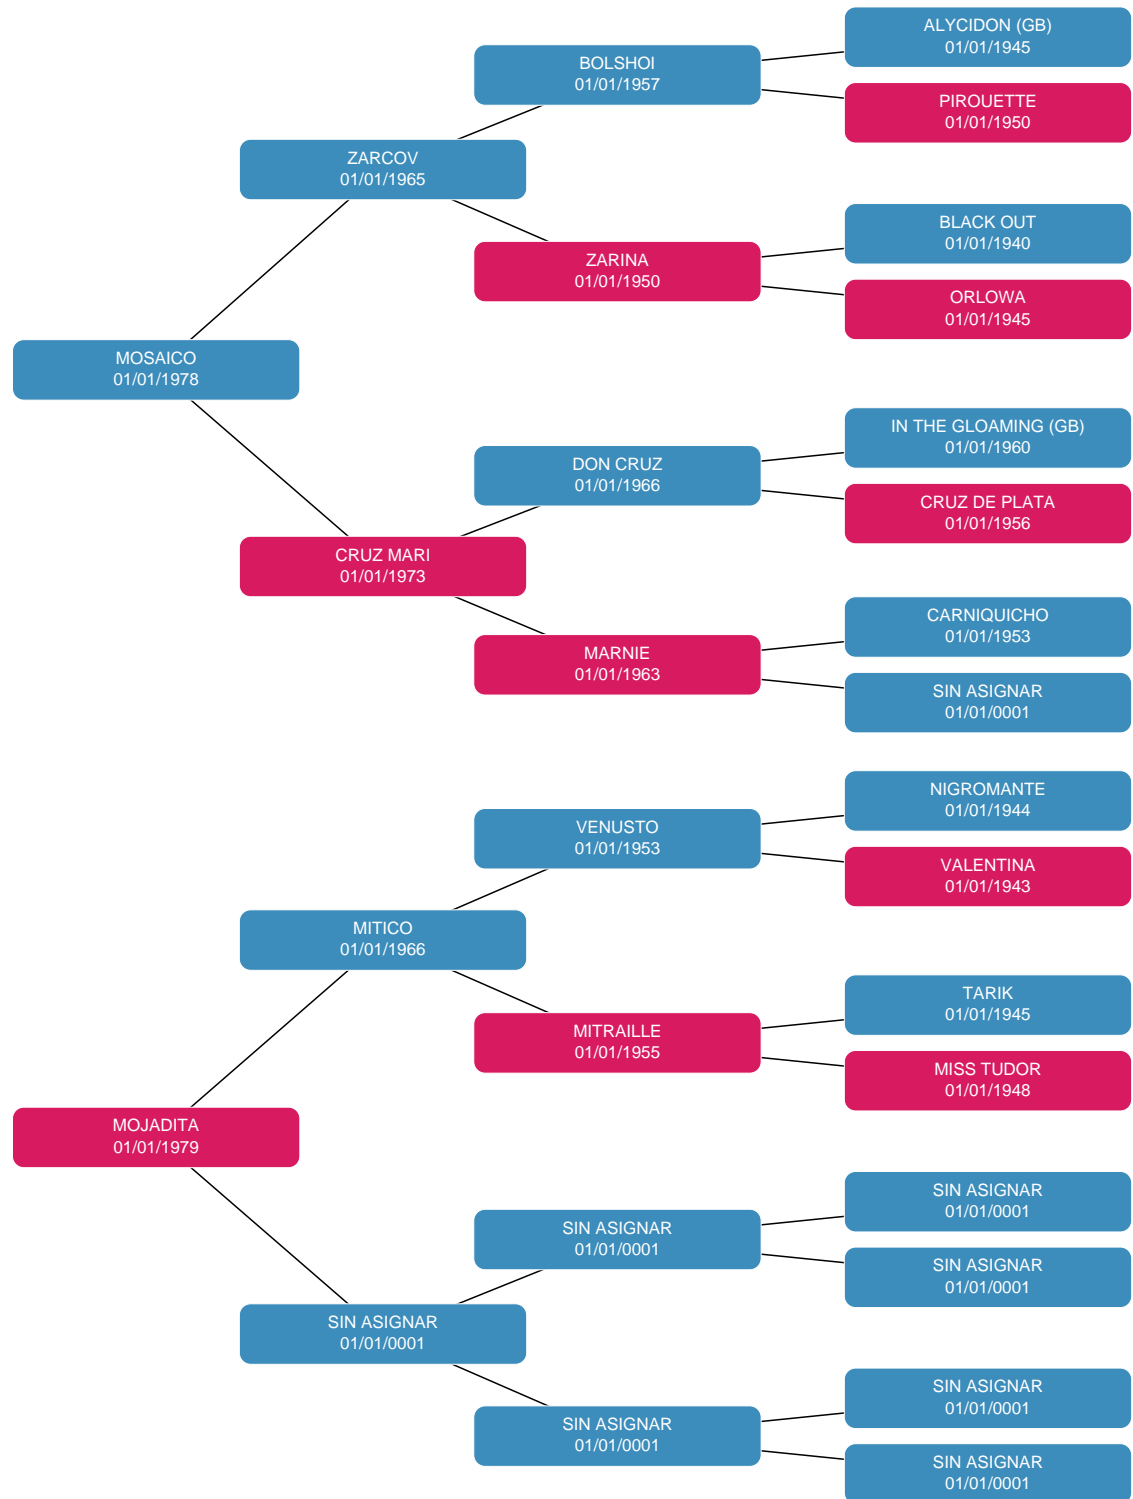 ALYCIDON (GB)
01/01/1945
BOLSHOI
01/01/1957
PIROUETTE
01/01/1950
ZARCOV
01/01/1965
BLACK OUT
01/01/1940
ZARINA
01/01/1950
ORLOWA
01/01/1945
MOSAICO
01/01/1978
IN THE GLOAMING (GB)
01/01/1960
DON CRUZ
01/01/1966
CRUZ DE PLATA
01/01/1956
CRUZ MARI
01/01/1973
CARNIQUICHO
01/01/1953
MARNIE
01/01/1963
SIN ASIGNAR
01/01/0001
NIGROMANTE
01/01/1944
VENUSTO
01/01/1953
VALENTINA
01/01/1943
MITICO
01/01/1966
TARIK
01/01/1945
MITRAILLE
01/01/1955
MISS TUDOR
01/01/1948
MOJADITA
01/01/1979
SIN ASIGNAR
01/01/0001
SIN ASIGNAR
01/01/0001
SIN ASIGNAR
01/01/0001
SIN ASIGNAR
01/01/0001
SIN ASIGNAR
01/01/0001
SIN ASIGNAR
01/01/0001
SIN ASIGNAR
01/01/0001